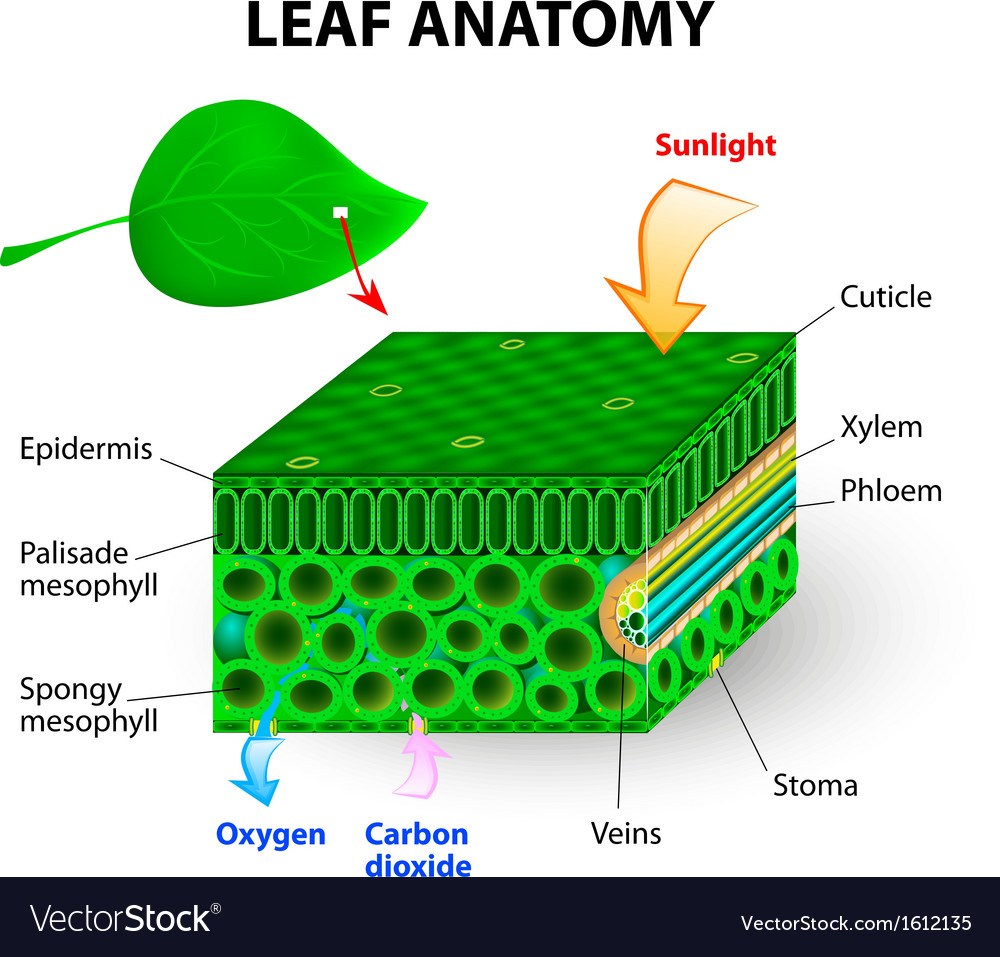 LEAF ANATOMY
Sunlight
Cuticle
Xylem
Phloem
Epidermis
Palisade
mesophyll
Spongy
mesophyll
Stoma
Veins
Oxygen
Carbon
dioxide
VectorStock®
VectorStock.com/1612135